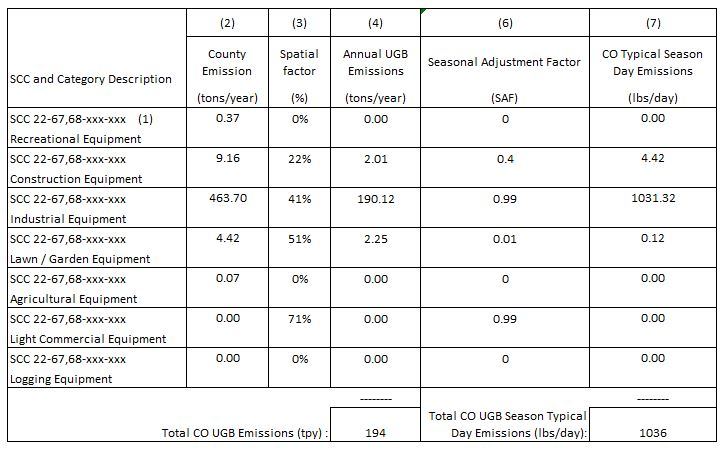 (2) (3) (4) (6) (7)
County Spatial Annual UGB CO Typical Season
Emission factor Emissions Seasonal Adjustment Factor Day Emissions
SCC and Category Description
(tons/year) (%) (tons/year) (SAF) (lbs/day)
SCC 22-67,68-xxx-xxx (1) 0.37 0% 0.00 0 0.00
Recreational Equipment
SCC 22-67,68-xxx-xxx 9.16 22% 2.01 0.4 4.42
Construction Equipment
SCC 22-67,68-xxx-xxx 463.70 41% 190.12 0.99 1031.32
Industrial Equipment
SCC 22-67,68-xxx-xxx 4.42 51% 2.25 0.01 0.12
Lawn / Garden Equipment
SCC 22-67,68-xxx-xxx 0.07 0% 0.00 0 0.00
Agricultural Equipment
SCC 22-67,68-xxx-xxx 0.00 71% 0.00 0.99 0.00
Light Commercial Equipment
SCC 22-67,68-xxx-xxx 0.00 0% 0.00 0 0.00
Logging Equipment
-------- --------
Total CO UGB Emissions (tpy) : 194 Total CO UGB Season Typical
Day Emissions (lbs/day): 1036